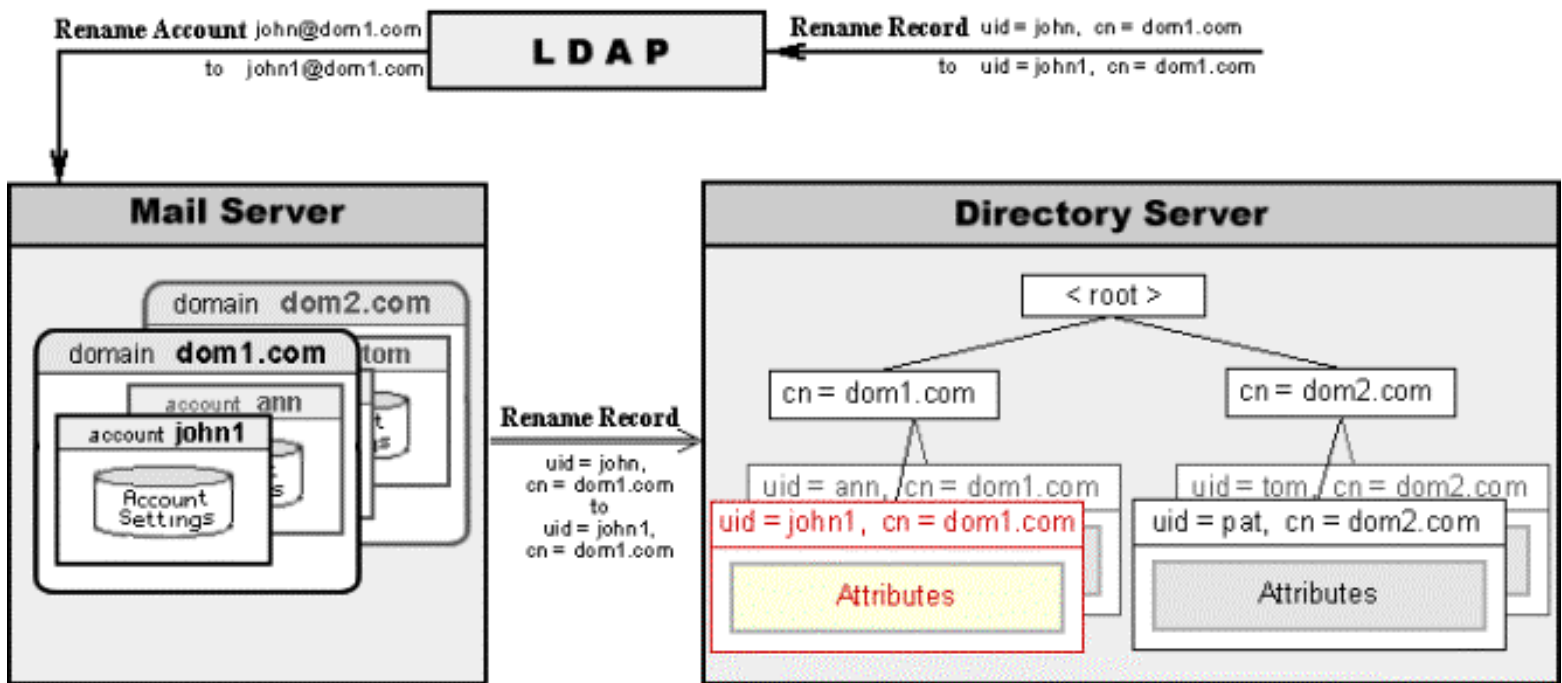 Rename Account john@dom1.com
to john1@dom1.com
LDAP
Rename Record uid = john, cn = dom1.com
to uid = john1, cn = dom1.com
Mail Server
domain dom2.com
tom
domain dom1.com
account ann
account john1
Account
Settings
Rename Record
uid = john,
cn = dom1.com
to
uid = john1,
cn = dom1.com
Directory Server
< root >
cn = dom1.com
cn = dom2.com
uid = ann, cn = dom1.com
uid = tom, cn = dom2.com
uid = john1, cn = dom1.com
uid = pat, cn = dom2.com
Attributes
Attributes